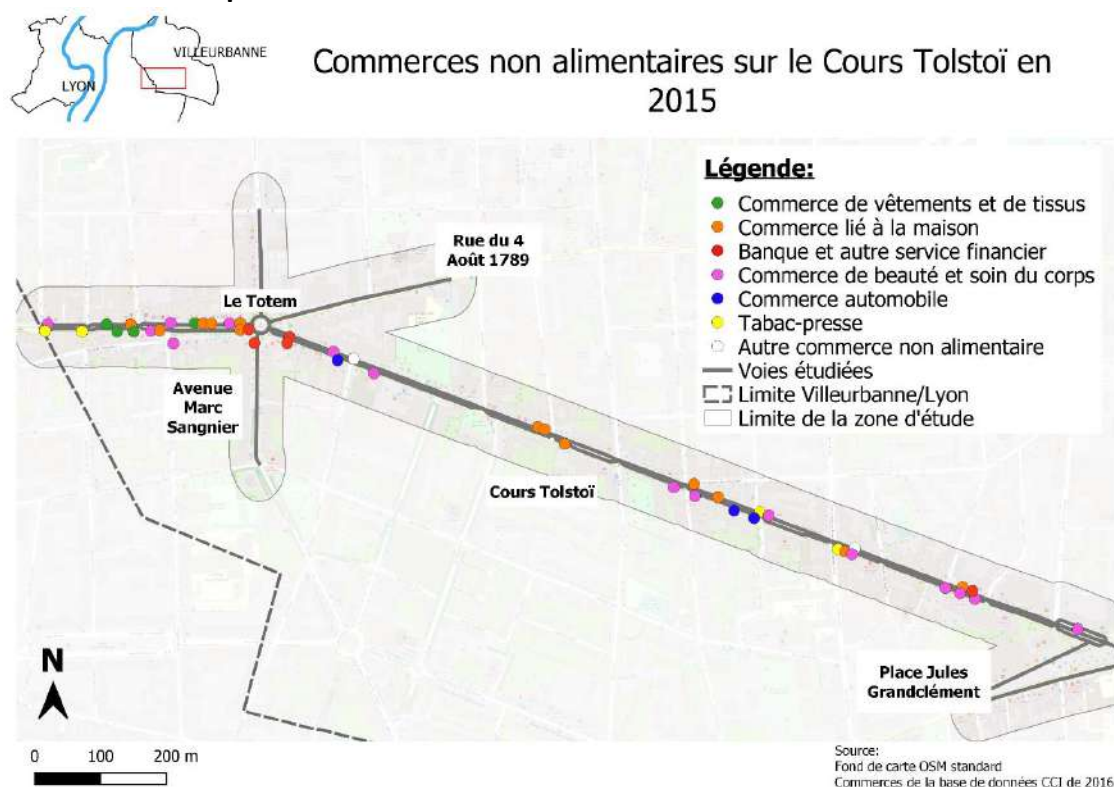 VILLEURBANNE
LYON
Commerces non alimentaires sur le Cours Tolstoï en
2015
Légende:
Commerce de vêtements et de tissus
Commerce lié à la maison
Banque et autre service financier
Commerce de beauté et soin du corps
Commerce automobile
Tabac-presse
Autre commerce non alimentaire
Voies étudiées
Limite Villeurbanne/Lyon
Limite de la zone d'étude
Rue du 4
Août 1789
Le Totem
Avenue
Marc
Sangnier
Cours Tolstoï
Place Jules
Grandclément
N
0 100 200 m
Source:
Fond de carte OSM standard
Commerces de la base de données CCI de 2016